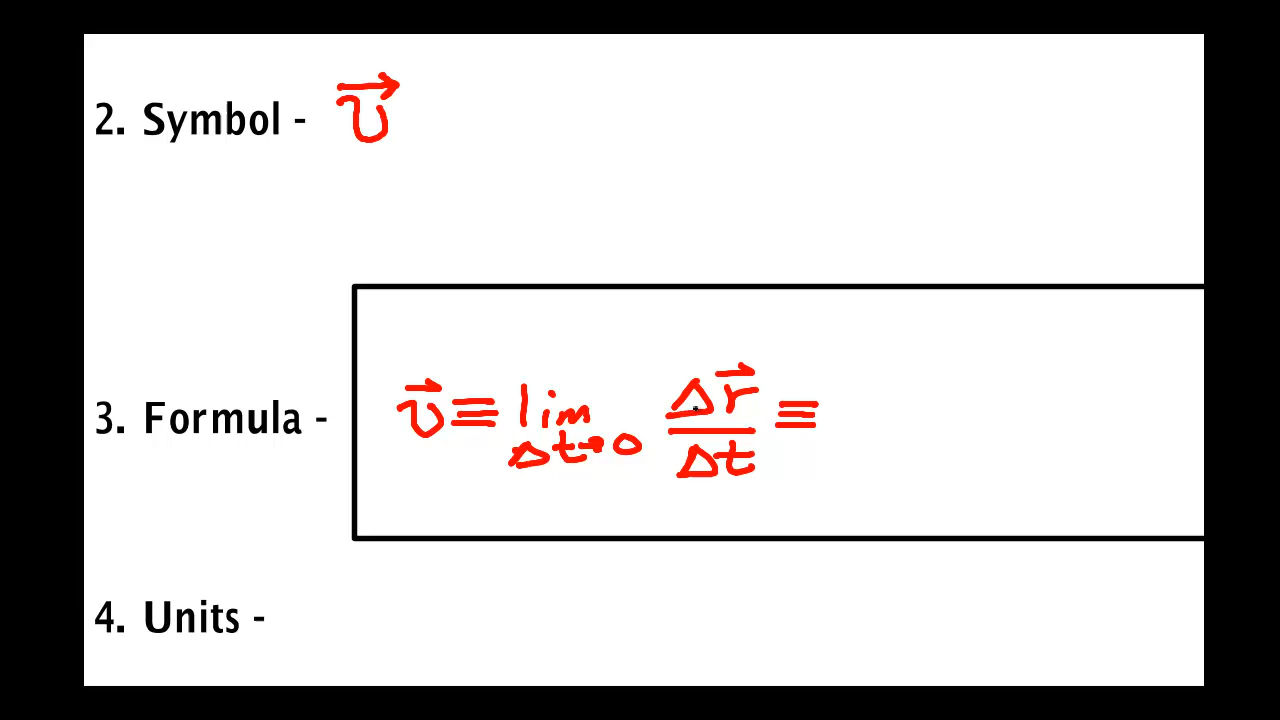 2. Symbol - v⃗
3. Formula - v⃗ ≡ lim Δt→0 Δr⃗/Δt ≡
4. Units -